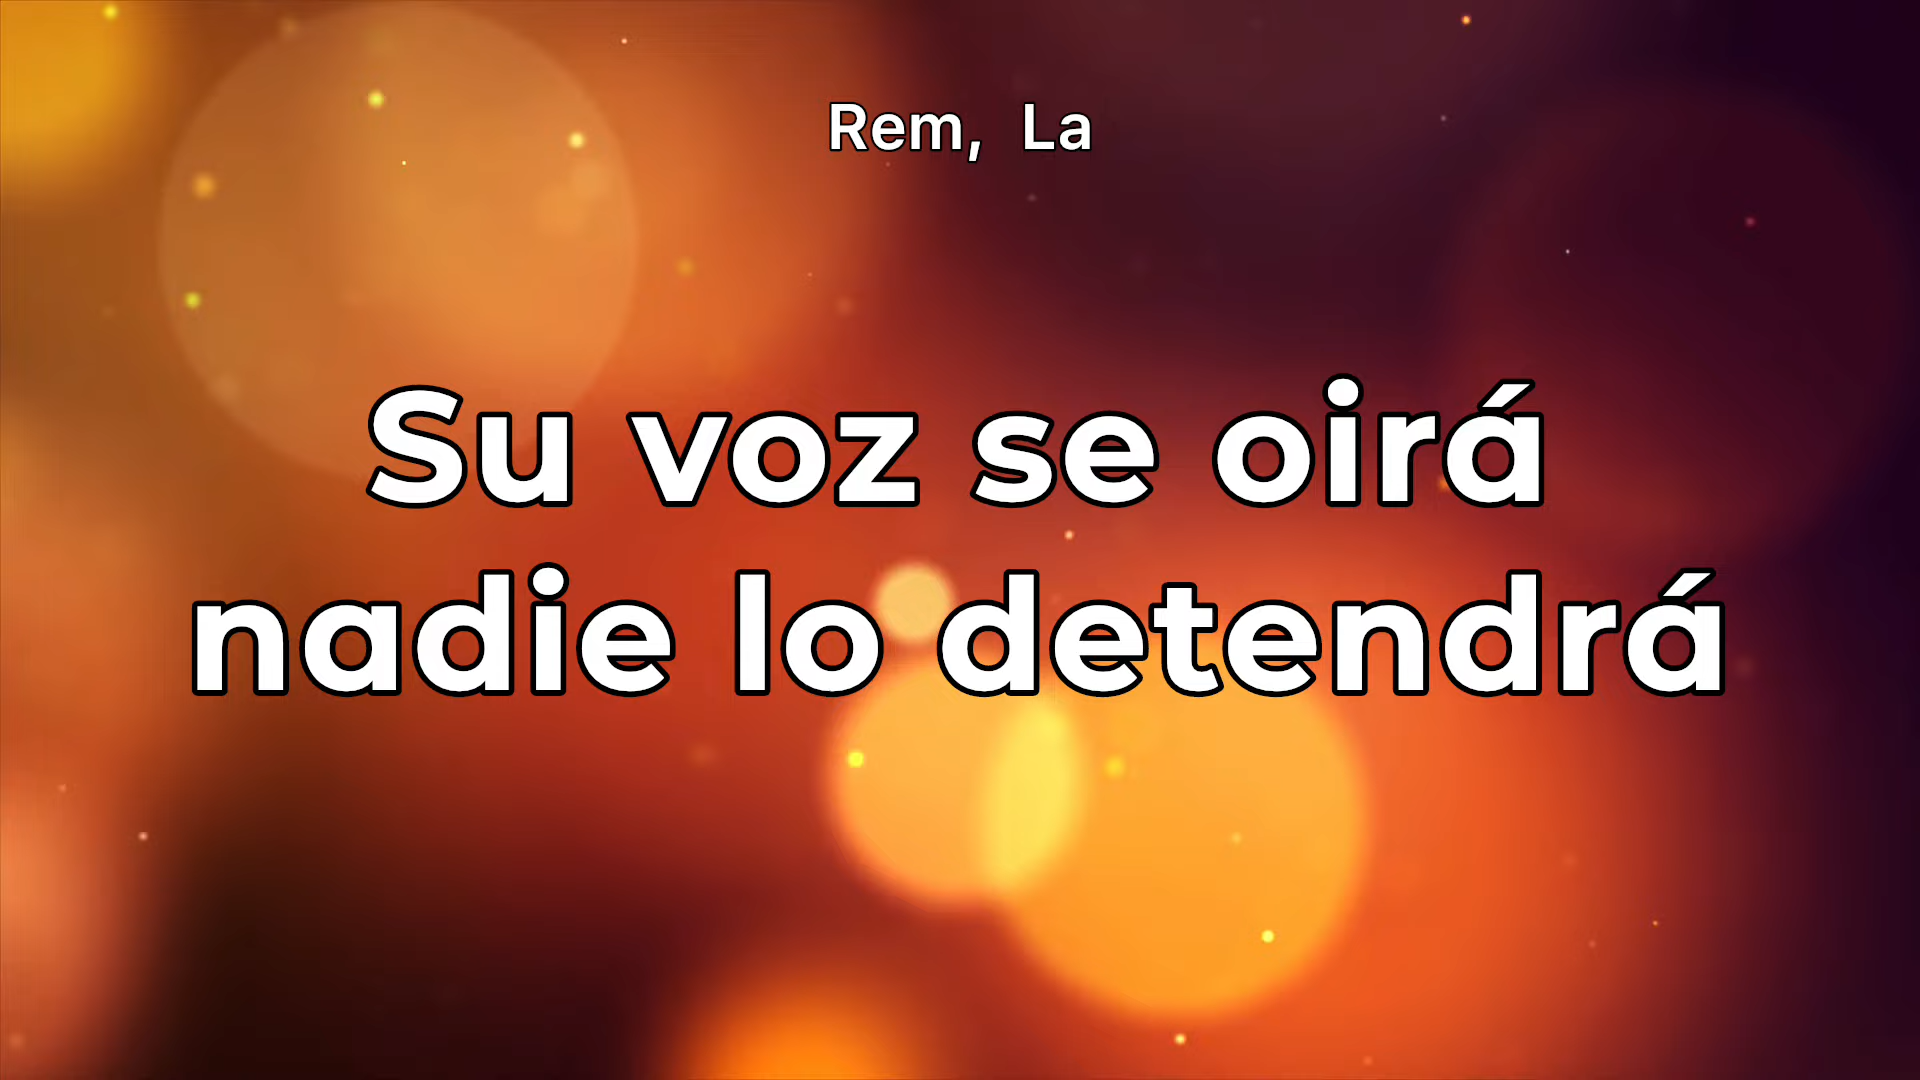 Rem, La
Su voz se oirá
nadie lo detendrá